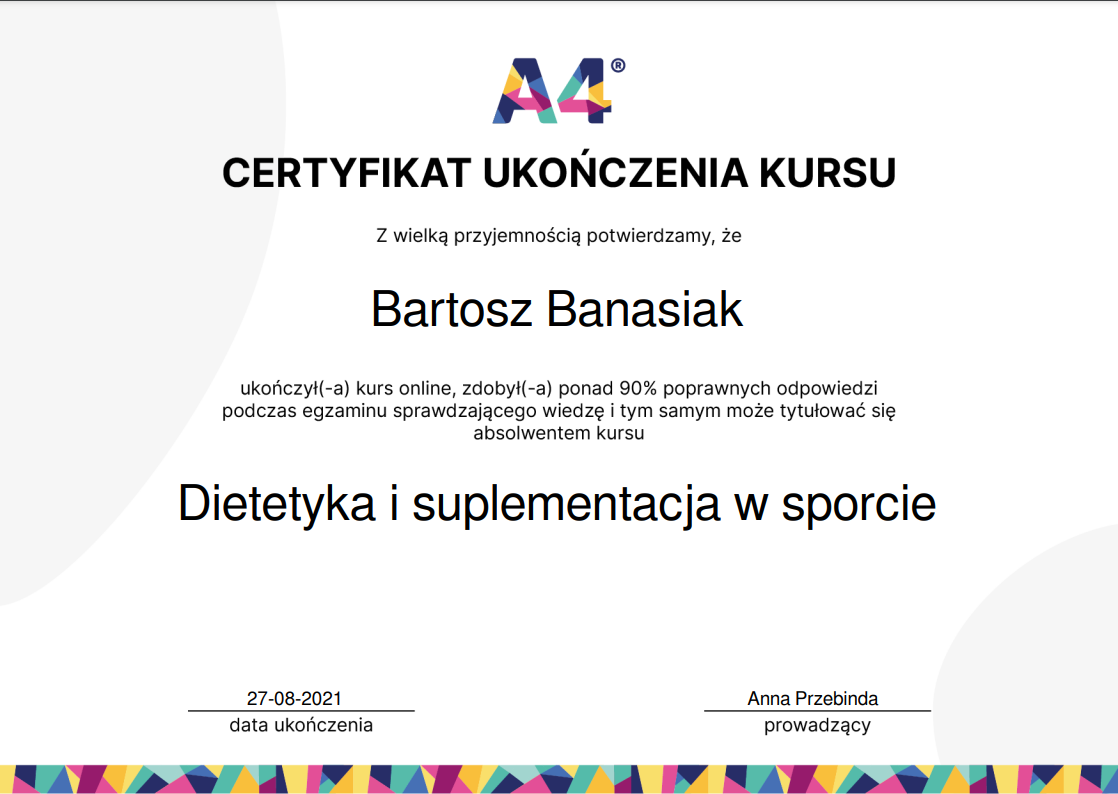 A4®
CERTYFIKAT UKOŃCZENIA KURSU
Z wielką przyjemnością potwierdzamy, że
Bartosz Banasiak
ukończył(-a) kurs online, zdobył(-a) ponad 90% poprawnych odpowiedzi
podczas egzaminu sprawdzającego wiedzę i tym samym może tytułować się
absolwentem kursu
Dietetyka i suplementacja w sporcie
27-08-2021
data ukończenia
Anna Przebinda
prowadzący